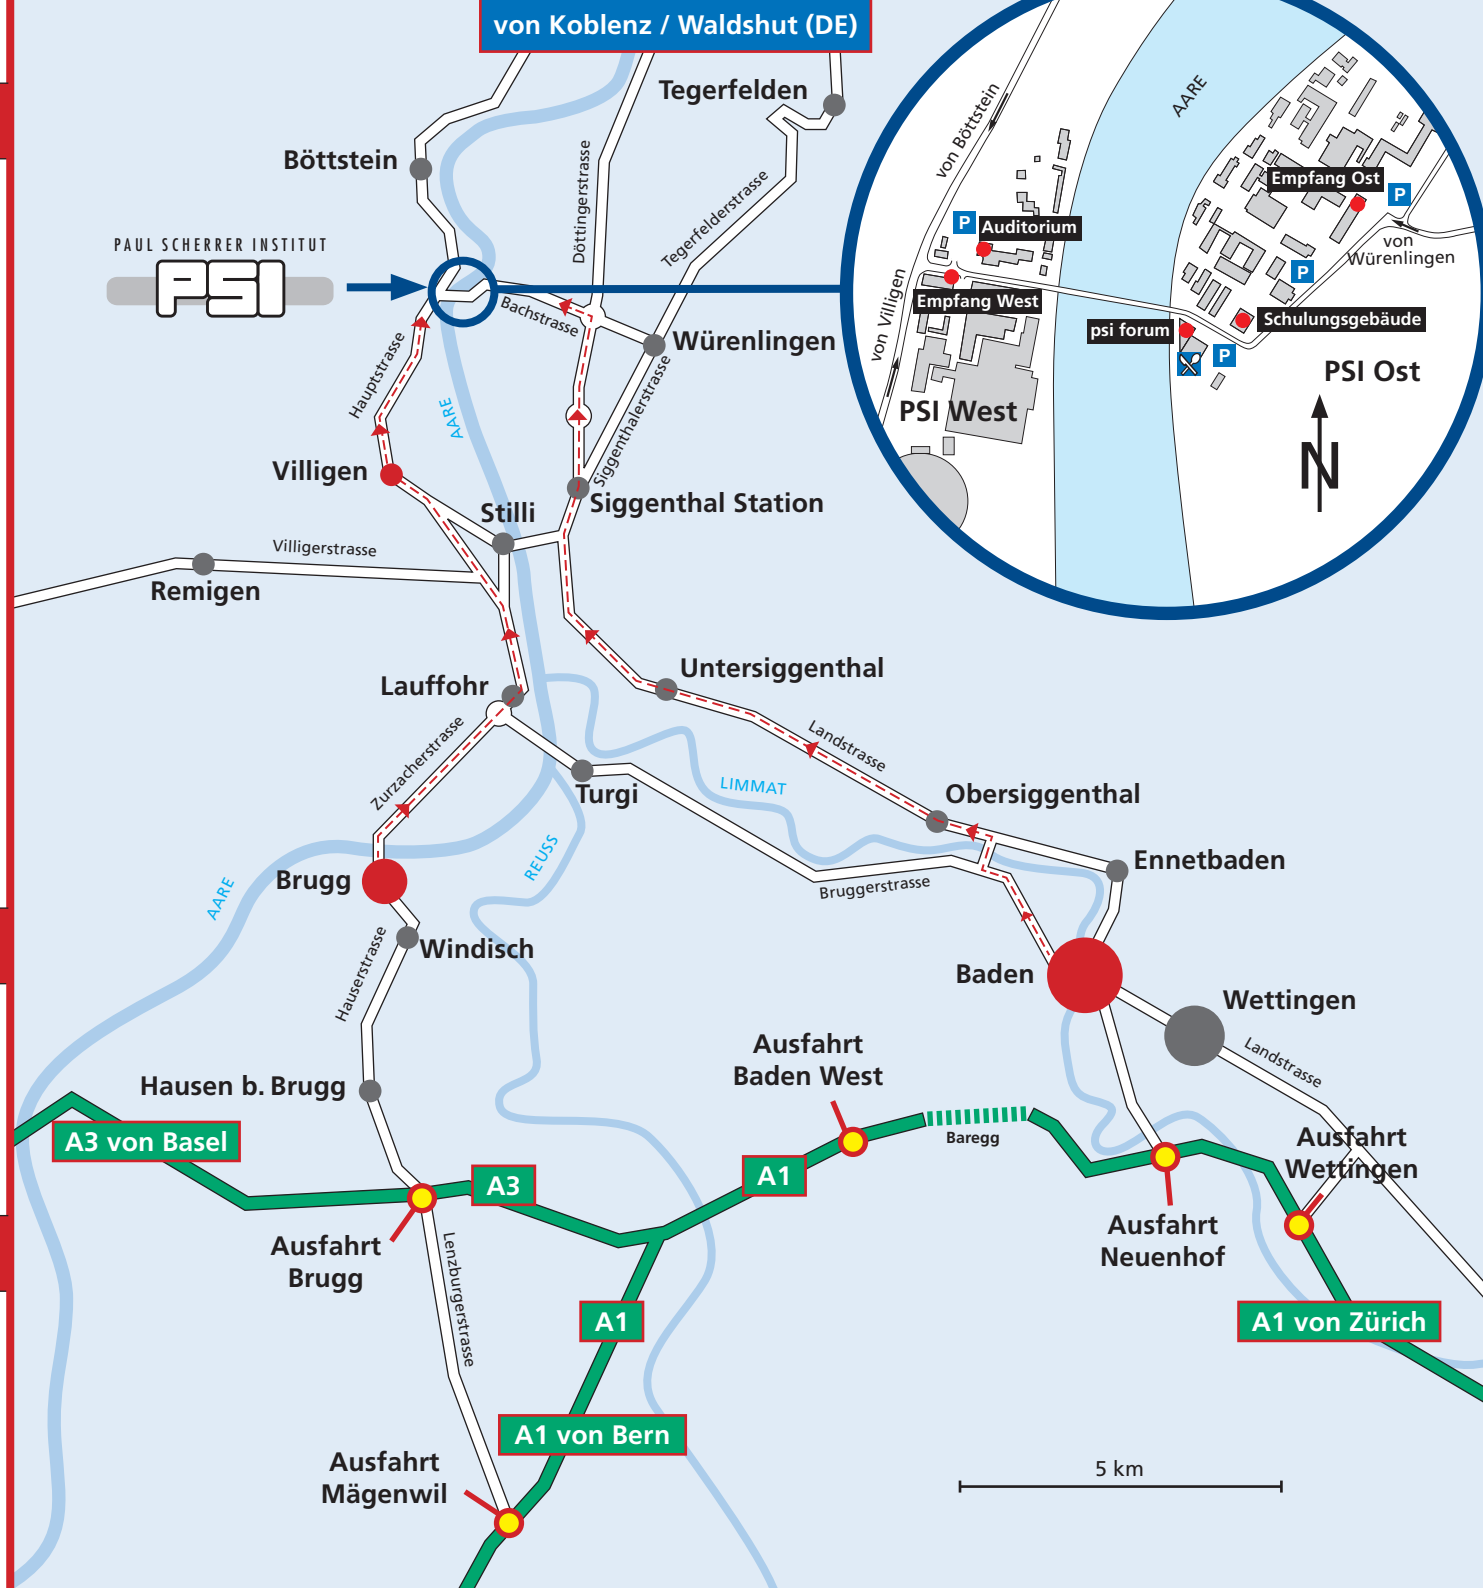 von Koblenz / Waldshut (DE)
Tegerfelden
Böttstein
Döttingerstrasse
Tegerfelderstrasse
PAUL SCHERRER INSTITUT
PSI
Bachstrasse
Würenlingen
Hauptstrasse
AARE
Siggenthalerstrasse
Villigen
Siggenthal Station
Stilli
Villigerstrasse
Remigen
Untersiggenthal
Lauffohr
Zurzacherstrasse
Landstrasse
Turgi
LIMMAT
Obersiggenthal
REUSS
Ennetbaden
Brugg
Bruggerstrasse
AARE
Windisch
Hauserstrasse
Baden
Wettingen
Landstrasse
Ausfahrt
Baden West
Hausen b. Brugg
A3 von Basel
Baregg
Ausfahrt
Wettingen
A3
A1
Ausfahrt
Brugg
Ausfahrt
Neuenhof
Lenzburgerstrasse
A1
A1 von Zürich
A1 von Bern
Ausfahrt
Mägenwil
5 km
AARE
von Böttstein
Empfang Ost
P
P
Auditorium
von
Würenlingen
P
von Villigen
Empfang West
psi forum
Schulungsgebäude
P
PSI Ost
PSI West
N